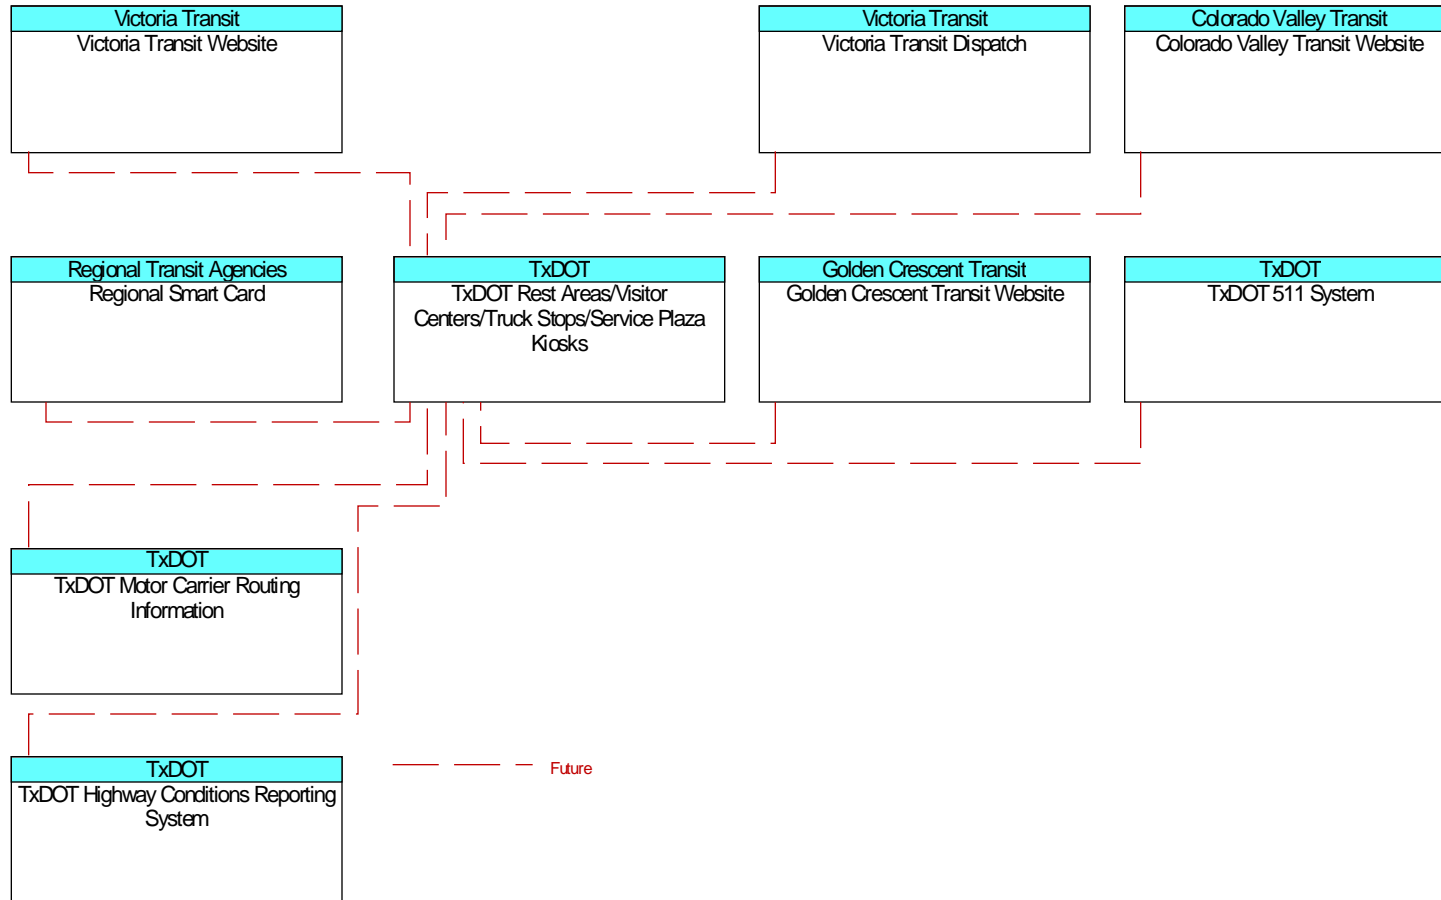 Victoria Transit
Victoria Transit Website
Victoria Transit
Victoria Transit Dispatch
Colorado Valley Transit
Colorado Valley Transit Website
Regional Transit Agencies
Regional Smart Card
TxDOT
TxDOT Rest Areas/Visitor
Centers/Truck Stops/Service Plaza
Kiosks
Golden Crescent Transit
Golden Crescent Transit Website
TxDOT
TxDOT 511 System
TxDOT
TxDOT Motor Carrier Routing
Information
TxDOT
TxDOT Highway Conditions Reporting
System
Future